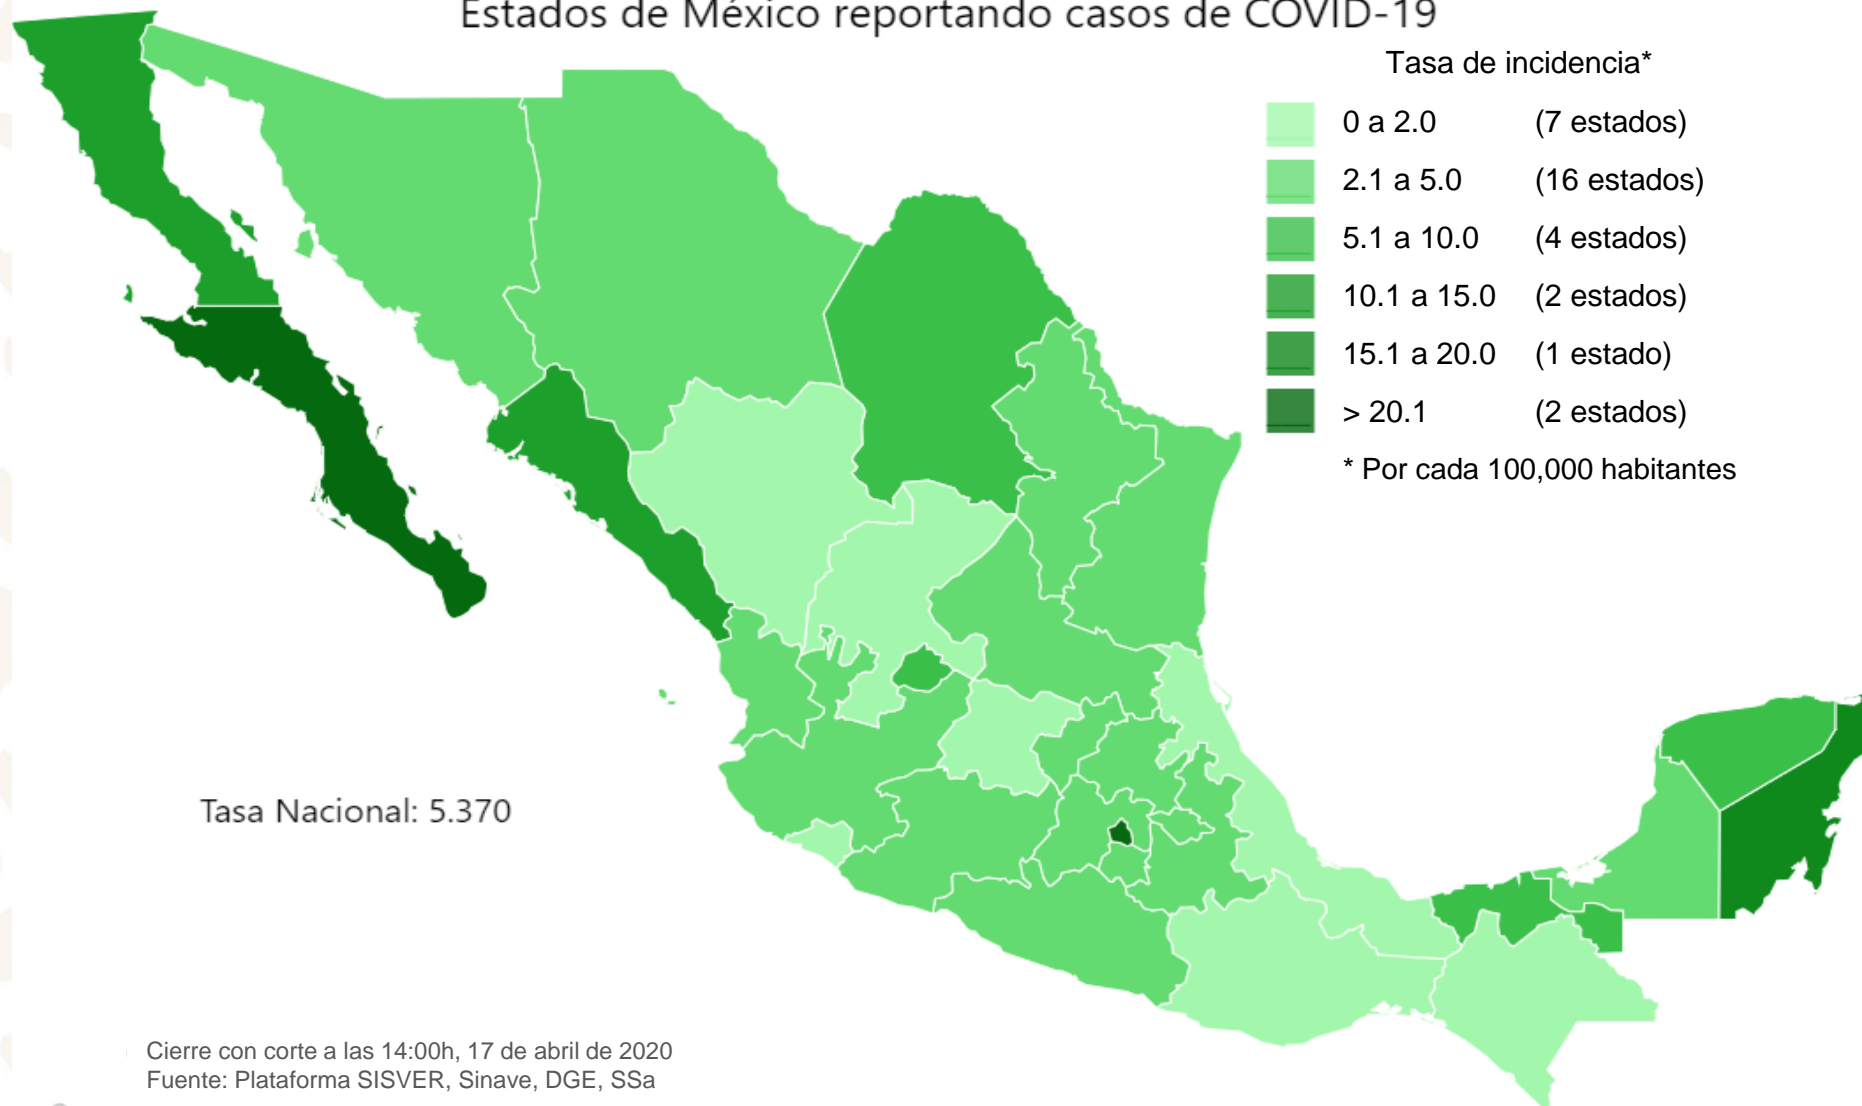 Estados de México reportando casos de COVID-19
Tasa de incidencia*
0 a 2.0 (7 estados)
2.1 a 5.0 (16 estados)
5.1 a 10.0 (4 estados)
10.1 a 15.0 (2 estados)
15.1 a 20.0 (1 estado)
> 20.1 (2 estados)
* Por cada 100,000 habitantes
Tasa Nacional: 5.370
Cierre con corte a las 14:00h, 17 de abril de 2020
Fuente: Plataforma SISVER, Sinave, DGE, SSa